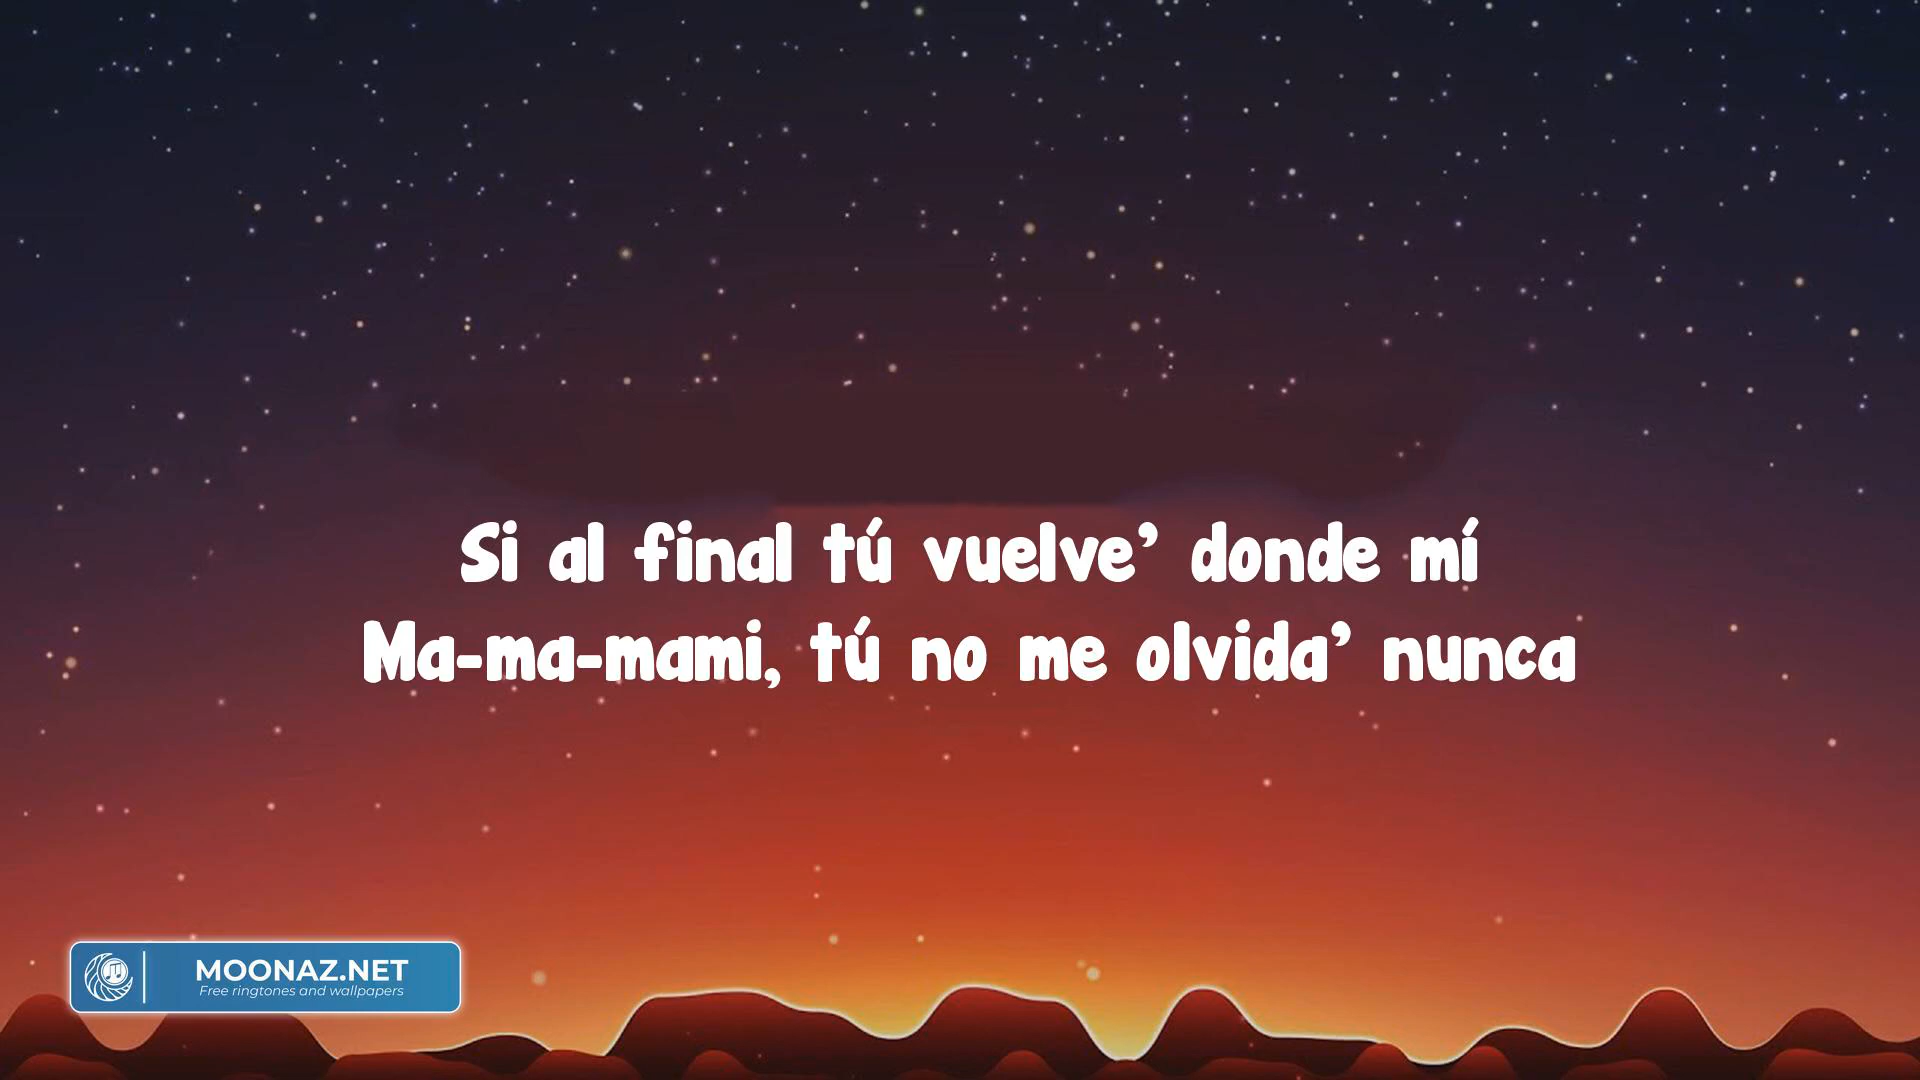 Si al final tú vuelve’ donde mí
Ma-ma-mami, tú no me olvida’ nunca
MOONAZ.NET
Free ringtones and wallpapers